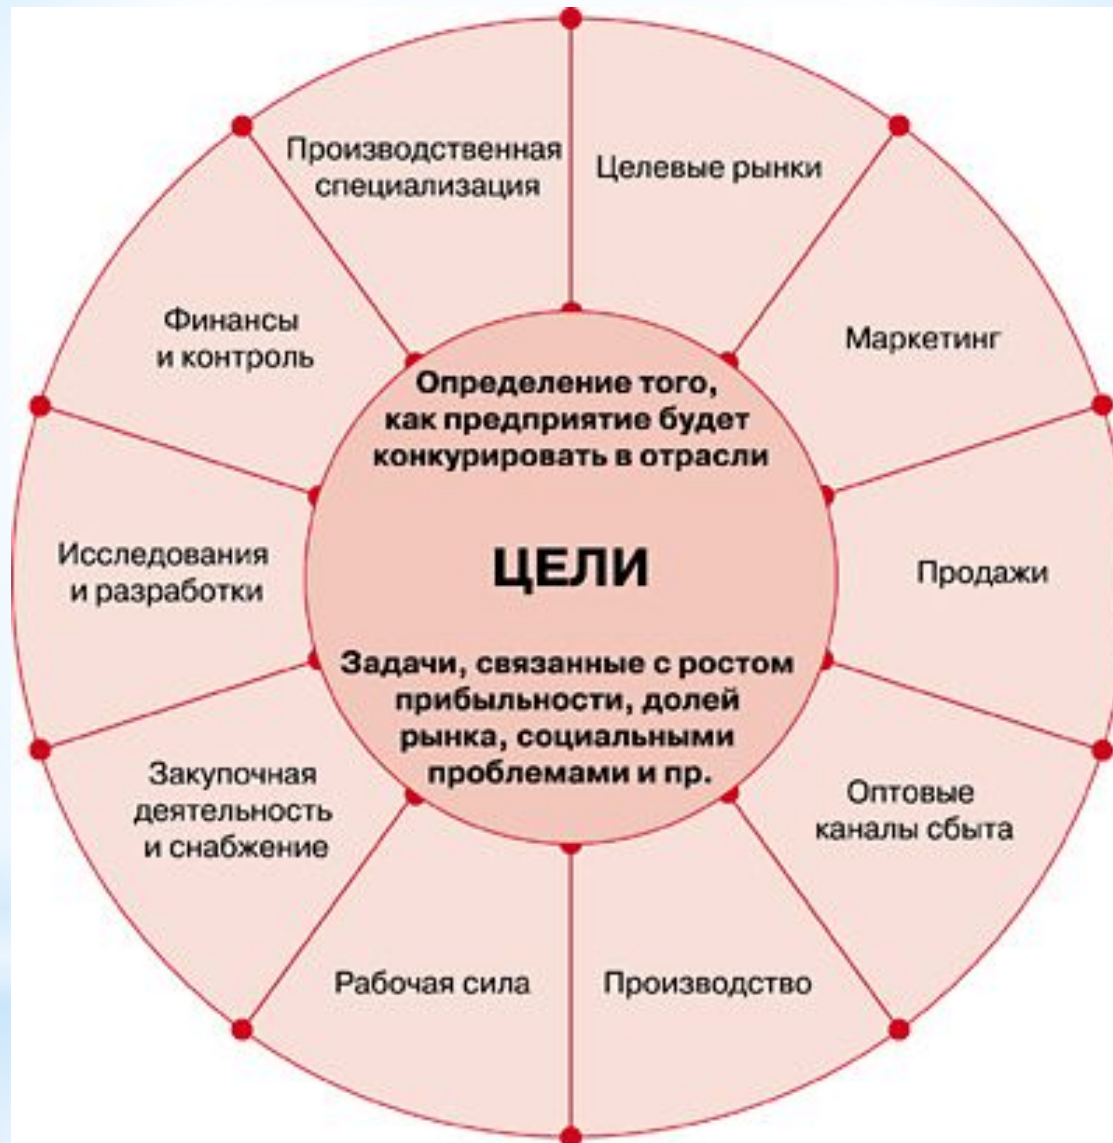 Производственная
специализация
Целевые рынки
Маркетинг
Продажи
Оптовые
каналы сбыта
Производство
Рабочая сила
Закупочная
деятельность
и снабжение
Исследования
и разработки
Финансы
и контроль
Определение того,
как предприятие будет
конкурировать в отрасли
ЦЕЛИ
Задачи, связанные с ростом
прибыльности, долей
рынка, социальными
проблемами и пр.